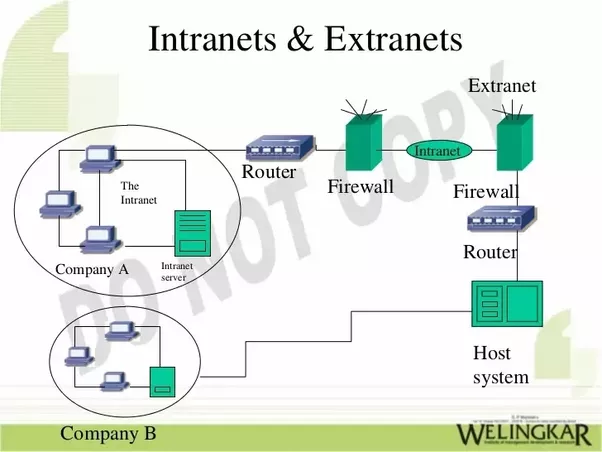 Intranets & Extranets
Extranet
Intranet
Router
Firewall
Firewall
The
Intranet
Router
Company A
Intranet
server
Host
system
Company B
DO NOT COPY
WELINGKAR